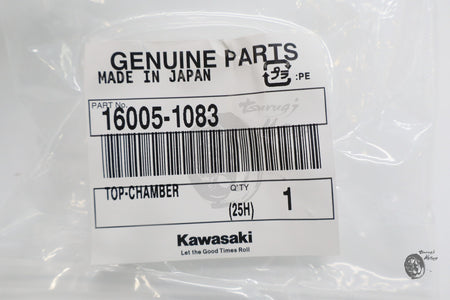 GENUINE PARTS
MADE IN JAPAN
プラ :PE
PART No.
16005-1083
Tsurugi
TOP-CHAMBER
Q'TY
(25H) 1
Kawasaki
Let the Good Times Roll